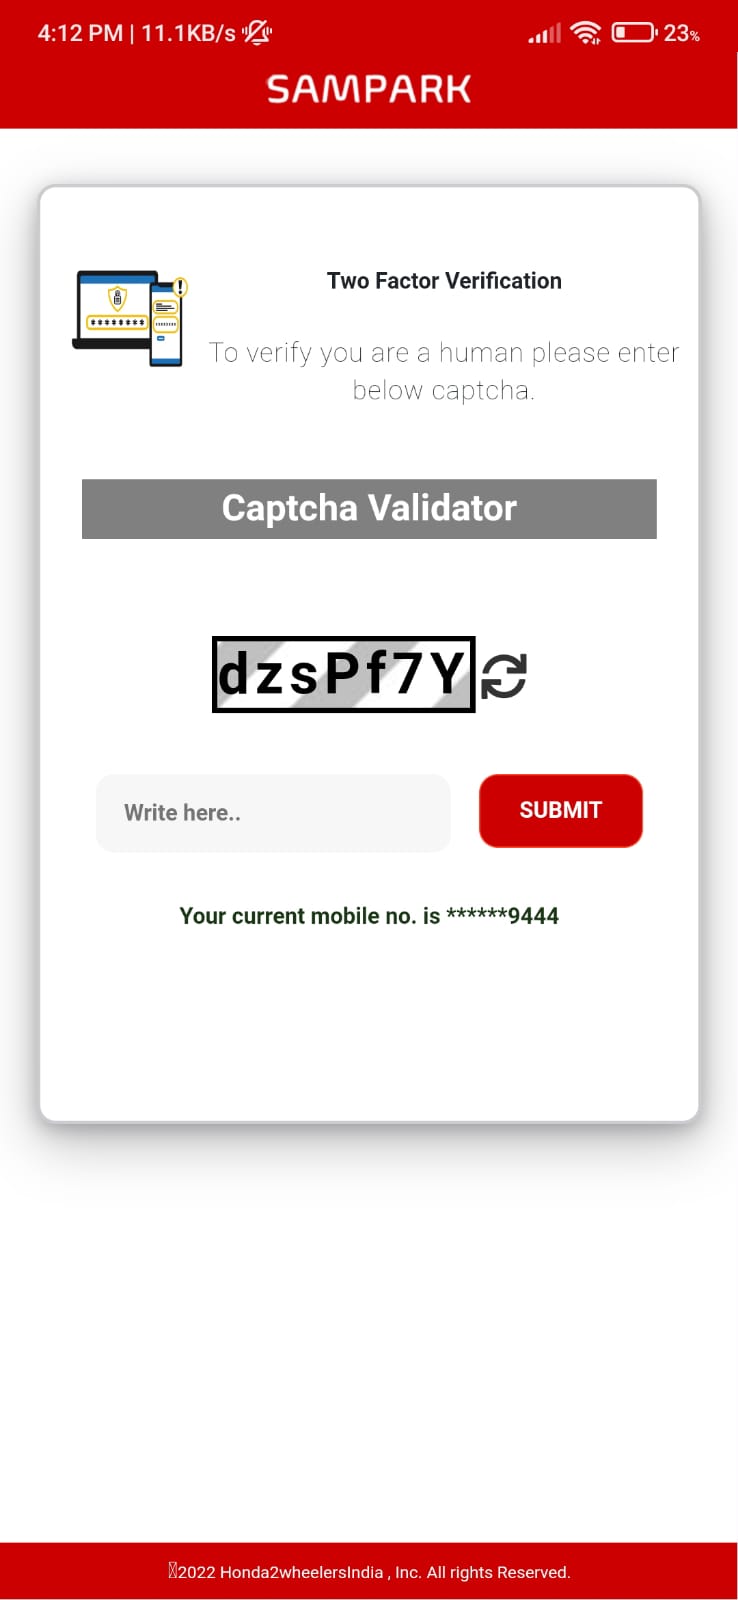 4:12 PM | 11.1KB/s
23%
SAMPARK
Two Factor Verification
To verify you are a human please enter
below captcha.
Captcha Validator
dzsPf7Y
Write here..
SUBMIT
Your current mobile no. is ******9444
2022 Honda2wheelersIndia , Inc. All rights Reserved.